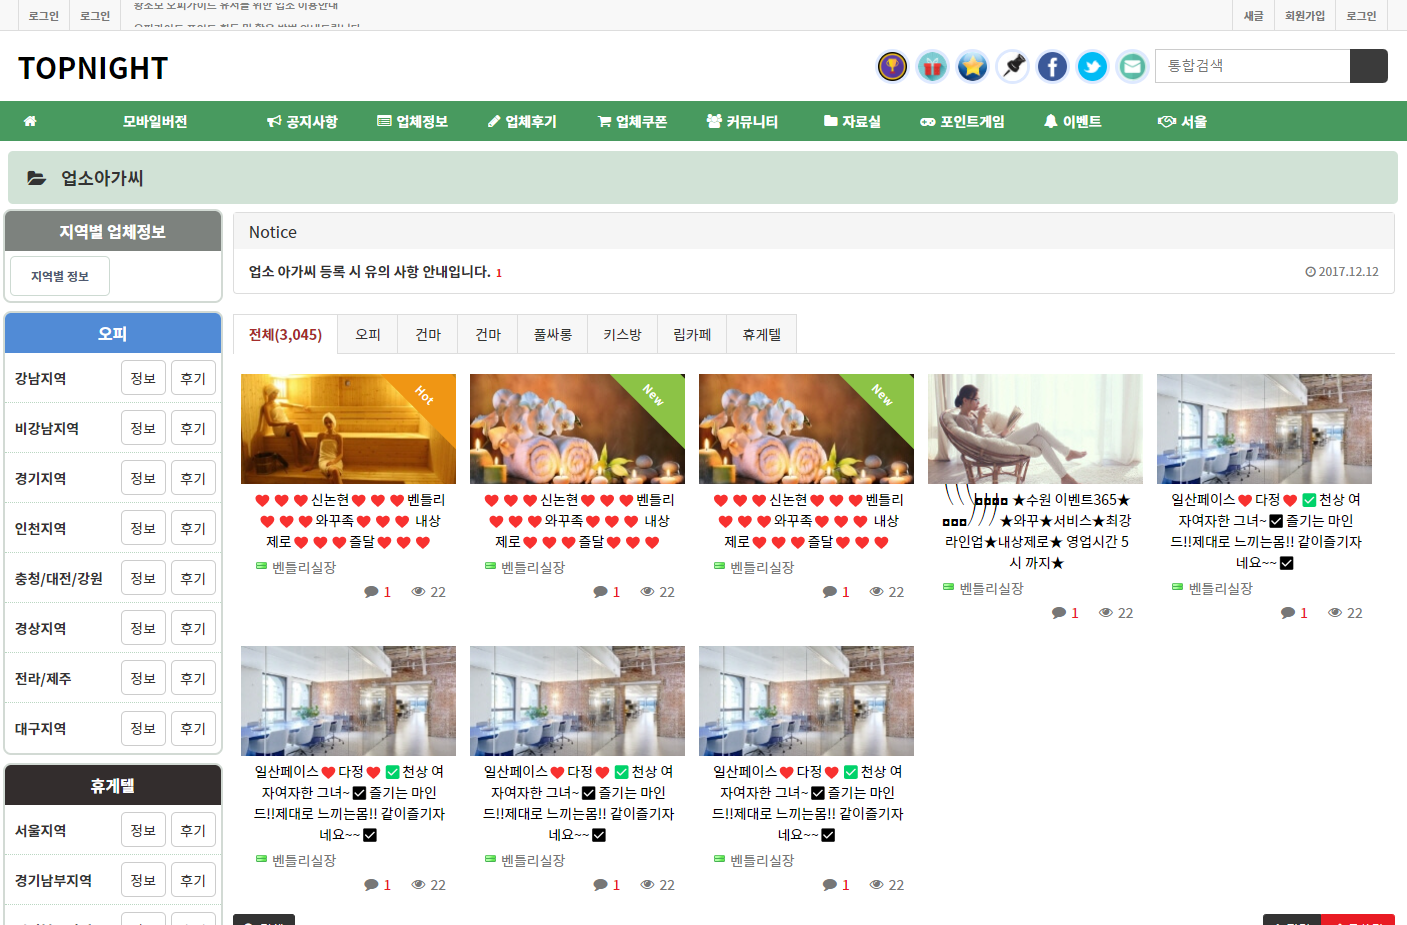 로그인
로그인
왕초보 오피가이드 유저를 위한 업소 이용안내
새글
회원가입
로그인
TOPNIGHT
통합검색
모바일버전
공지사항
업체정보
업체후기
업체쿠폰
커뮤니티
자료실
포인트게임
이벤트
서울
업소아가씨
지역별 업체정보
지역별 정보
오피
강남지역 정보 후기
비강남지역 정보 후기
경기지역 정보 후기
인천지역 정보 후기
충청/대전/강원 정보 후기
경상지역 정보 후기
전라/제주 정보 후기
대구지역 정보 후기
휴게텔
서울지역 정보 후기
경기남부지역 정보 후기
Notice
업소 아가씨 등록 시 유의 사항 안내입니다. 1
2017.12.12
전체(3,045)
오피
건마
건마
풀싸롱
키스방
립카페
휴게텔
Hot
❤❤❤신논현❤❤❤벤틀리
❤❤❤와꾸족❤❤❤ 내상
제로❤❤❤즐달❤❤❤
벤틀리실장
1 22
New
❤❤❤신논현❤❤❤벤틀리
❤❤❤와꾸족❤❤❤ 내상
제로❤❤❤즐달❤❤❤
벤틀리실장
1 22
New
❤❤❤신논현❤❤❤벤틀리
❤❤❤와꾸족❤❤❤ 내상
제로❤❤❤즐달❤❤❤
벤틀리실장
1 22
★수원 이벤트365★
★와꾸★서비스★최강
라인업★내상제로★ 영업시간 5
시 까지★
벤틀리실장
1 22
일산페이스❤다정❤ ✅천상 여
자여자한 그녀~☑즐기는 마인
드!!제대로 느끼는몸!! 같이즐기자
네요~~☑
벤틀리실장
1 22
일산페이스❤다정❤ ✅천상 여
자여자한 그녀~☑즐기는 마인
드!!제대로 느끼는몸!! 같이즐기자
네요~~☑
벤틀리실장
1 22
일산페이스❤다정❤ ✅천상 여
자여자한 그녀~☑즐기는 마인
드!!제대로 느끼는몸!! 같이즐기자
네요~~☑
벤틀리실장
1 22
일산페이스❤다정❤ ✅천상 여
자여자한 그녀~☑즐기는 마인
드!!제대로 느끼는몸!! 같이즐기자
네요~~☑
벤틀리실장
1 22